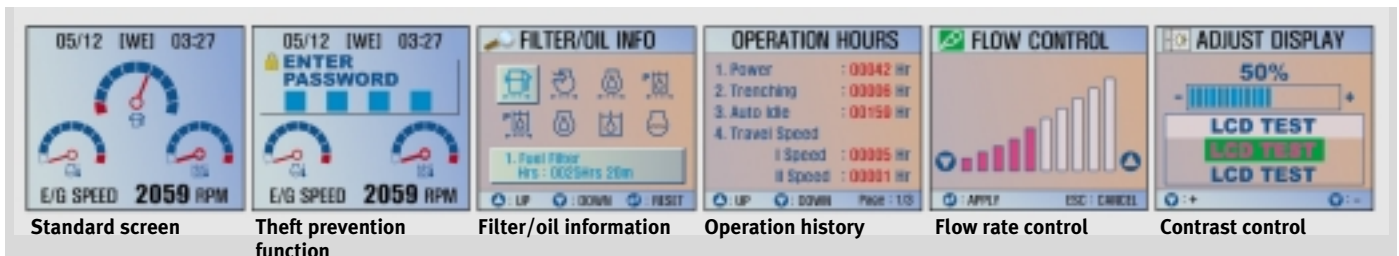 05/12 [WE] 03:27
E/G SPEED 2059 RPM
Standard screen
05/12 [WE] 03:27
ENTER
PASSWORD
E/G SPEED 2059 RPM
Theft prevention
function
FILTER/OIL INFO
1. Fuel Filter
Hrs : 0025Hrs 20m
: UP : DOWN : RESET
Filter/oil information
OPERATION HOURS
1. Power : 00042 Hr
2. Trenching : 00006 Hr
3. Auto Idle : 00159 Hr
4. Travel Speed
I Speed : 00005 Hr
II Speed : 00001 Hr
: UP : DOWN Page : 1/3
Operation history
FLOW CONTROL
: APPLY ESC : CANCEL
Flow rate control
ADJUST DISPLAY
50%
- +
LCD TEST
LCD TEST
LCD TEST
: + : -
Contrast control